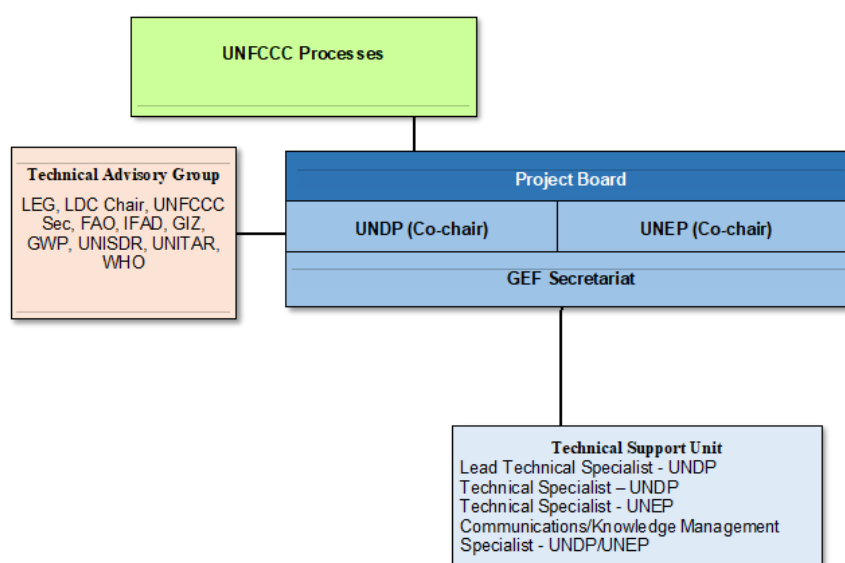 UNFCCC Processes
Technical Advisory Group
LEG, LDC Chair, UNFCCC
Sec, FAO, IFAD, GIZ,
GWP, UNISDR, UNITAR,
WHO
Project Board
UNDP (Co-chair)
UNEP (Co-chair)
GEF Secretariat
Technical Support Unit
Lead Technical Specialist - UNDP
Technical Specialist – UNDP
Technical Specialist - UNEP
Communications/Knowledge Management
Specialist - UNDP/UNEP